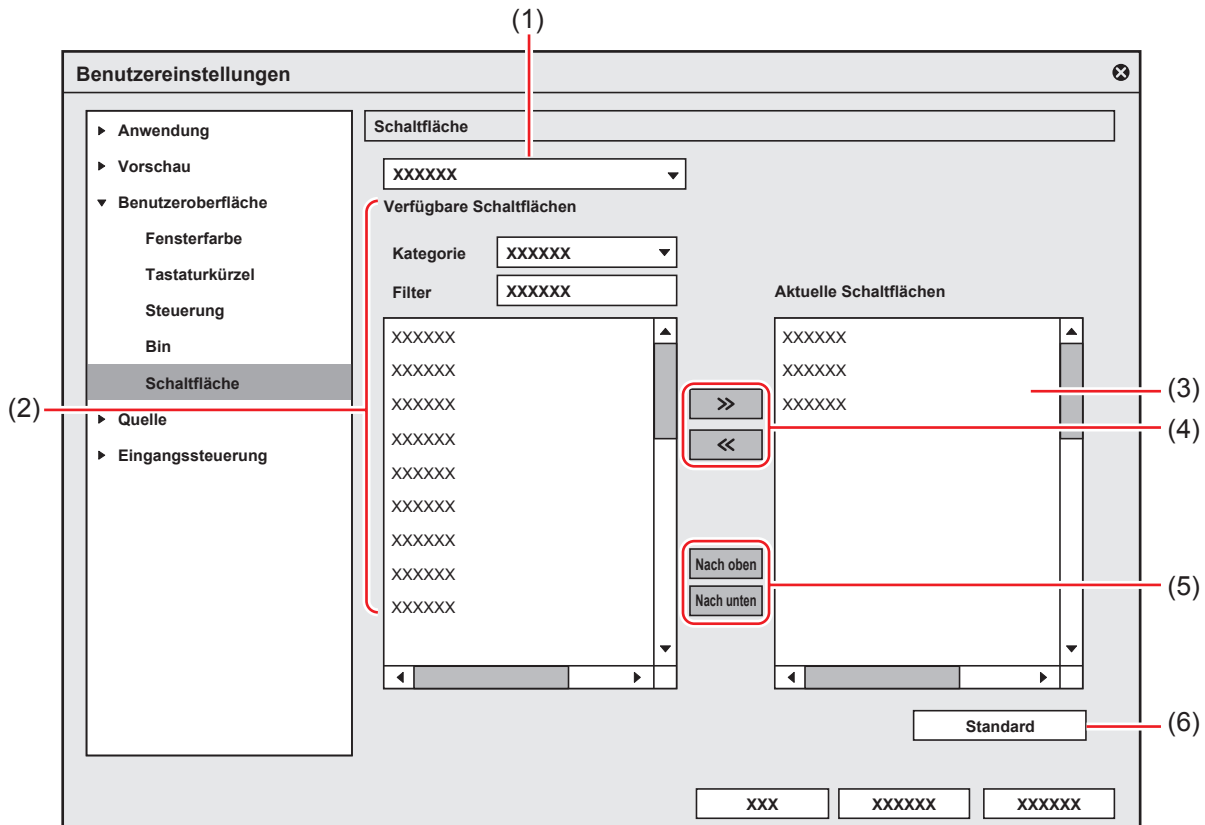 (1)
Benutzereinstellungen
Anwendung
Vorschau
Benutzeroberfläche
Fensterfarbe
Tastaturkürzel
Steuerung
Bin
Schaltfläche
Quelle
Eingangssteuerung
(2)
Schaltfläche
XXXXXX
Verfügbare Schaltflächen
Kategorie XXXXXX
Filter XXXXXX
XXXXXX
XXXXXX
XXXXXX
XXXXXX
XXXXXX
XXXXXX
XXXXXX
XXXXXX
XXXXXX
>>
<<
(4)
Nach oben
Nach unten
(5)
Aktuelle Schaltflächen
XXXXXX
XXXXXX
XXXXXX
(3)
Standard
(6)
XXX XXXXXX XXXXXX